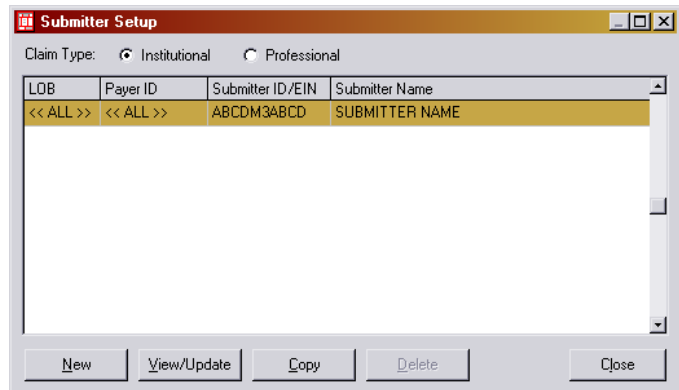 Submitter Setup
Claim Type: Institutional Professional
LOB Payer ID Submitter ID/EIN Submitter Name
<< ALL >> << ALL >> ABCDM3ABCD SUBMITTER NAME
New View/Update Copy Delete Close